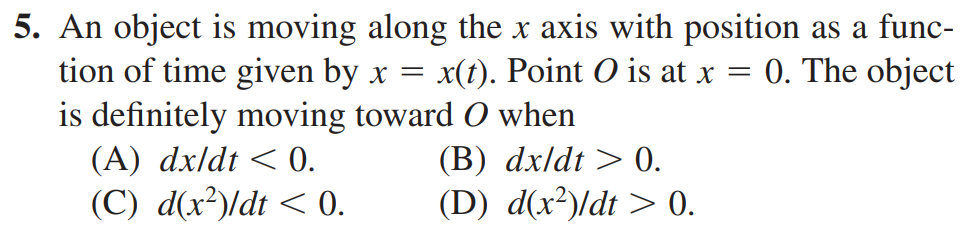 5. An object is moving along the x axis with position as a func-
tion of time given by x = x(t). Point O is at x = 0. The object
is definitely moving toward O when
(A) dx/dt < 0. (B) dx/dt > 0.
(C) d(x²)/dt < 0. (D) d(x²)/dt > 0.